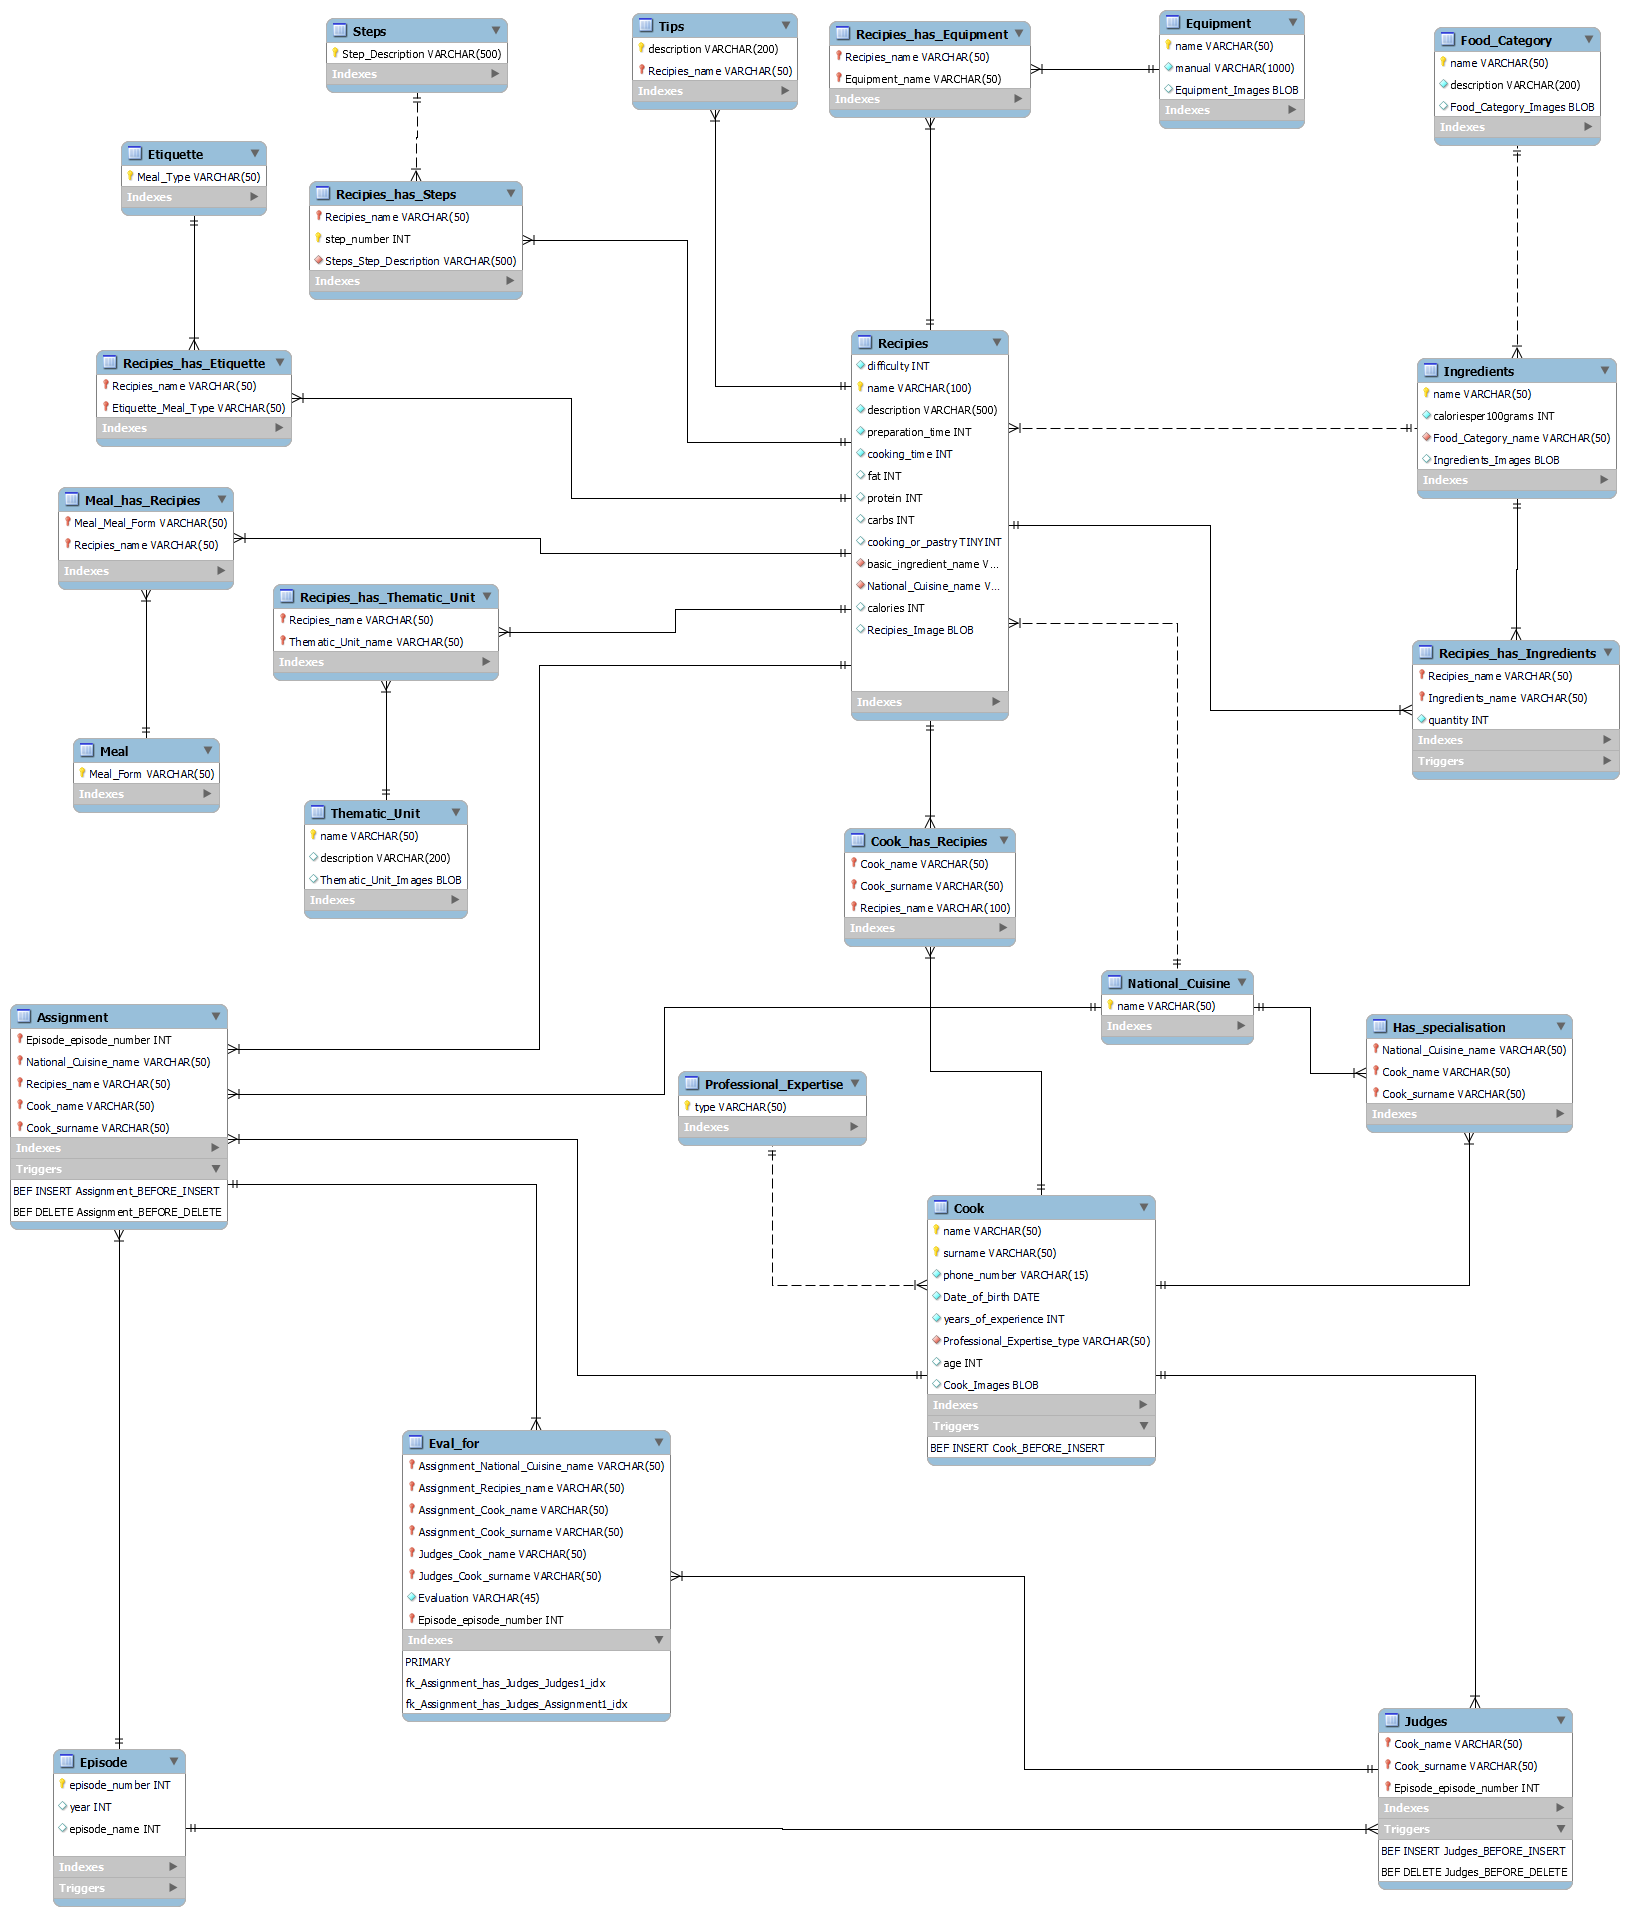 Steps
Step_Description VARCHAR(500)
Indexes
Tips
description VARCHAR(200)
Recipies_name VARCHAR(50)
Indexes
Recipies_has_Equipment
Recipies_name VARCHAR(50)
Equipment_name VARCHAR(50)
Indexes
Equipment
name VARCHAR(50)
manual VARCHAR(1000)
Equipment_Images BLOB
Indexes
Food_Category
name VARCHAR(50)
description VARCHAR(200)
Food_Category_Images BLOB
Indexes
Etiquette
Meal_Type VARCHAR(50)
Indexes
Recipies_has_Steps
Recipies_name VARCHAR(50)
step_number INT
Steps_Step_Description VARCHAR(500)
Indexes
Recipies_has_Etiquette
Recipies_name VARCHAR(50)
Etiquette_Meal_Type VARCHAR(50)
Indexes
Recipies
difficulty INT
name VARCHAR(100)
description VARCHAR(500)
preparation_time INT
cooking_time INT
fat INT
protein INT
carbs INT
cooking_or_pastry TINYINT
basic_ingredient_name V...
National_Cuisine_name V...
calories INT
Recipies_Image BLOB
Indexes
Ingredients
name VARCHAR(50)
caloriesper100grams INT
Food_Category_name VARCHAR(50)
Ingredients_Images BLOB
Indexes
Meal_has_Recipies
Meal_Meal_Form VARCHAR(50)
Recipies_name VARCHAR(50)
Indexes
Recipies_has_Thematic_Unit
Recipies_name VARCHAR(50)
Thematic_Unit_name VARCHAR(50)
Indexes
Recipies_has_Ingredients
Recipies_name VARCHAR(50)
Ingredients_name VARCHAR(50)
quantity INT
Indexes
Triggers
Meal
Meal_Form VARCHAR(50)
Indexes
Thematic_Unit
name VARCHAR(50)
description VARCHAR(200)
Thematic_Unit_Images BLOB
Indexes
Cook_has_Recipies
Cook_name VARCHAR(50)
Cook_surname VARCHAR(50)
Recipies_name VARCHAR(100)
Indexes
National_Cuisine
name VARCHAR(50)
Indexes
Assignment
Episode_episode_number INT
National_Cuisine_name VARCHAR(50)
Recipies_name VARCHAR(50)
Cook_name VARCHAR(50)
Cook_surname VARCHAR(50)
Indexes
Triggers
BEF INSERT Assignment_BEFORE_INSERT
BEF DELETE Assignment_BEFORE_DELETE
Has_specialisation
National_Cuisine_name VARCHAR(50)
Cook_name VARCHAR(50)
Cook_surname VARCHAR(50)
Indexes
Professional_Expertise
type VARCHAR(50)
Indexes
Cook
name VARCHAR(50)
surname VARCHAR(50)
phone_number VARCHAR(15)
Date_of_birth DATE
years_of_experience INT
Professional_Expertise_type VARCHAR(50)
age INT
Cook_Images BLOB
Indexes
Triggers
BEF INSERT Cook_BEFORE_INSERT
Eval_for
Assignment_National_Cuisine_name VARCHAR(50)
Assignment_Recipies_name VARCHAR(50)
Assignment_Cook_name VARCHAR(50)
Assignment_Cook_surname VARCHAR(50)
Judges_Cook_name VARCHAR(50)
Judges_Cook_surname VARCHAR(50)
Evaluation VARCHAR(45)
Episode_episode_number INT
Indexes
PRIMARY
fk_Assignment_has_Judges_Judges1_idx
fk_Assignment_has_Judges_Assignment1_idx
Judges
Cook_name VARCHAR(50)
Cook_surname VARCHAR(50)
Episode_episode_number INT
Indexes
Triggers
BEF INSERT Judges_BEFORE_INSERT
BEF DELETE Judges_BEFORE_DELETE
Episode
episode_number INT
year INT
episode_name INT
Indexes
Triggers